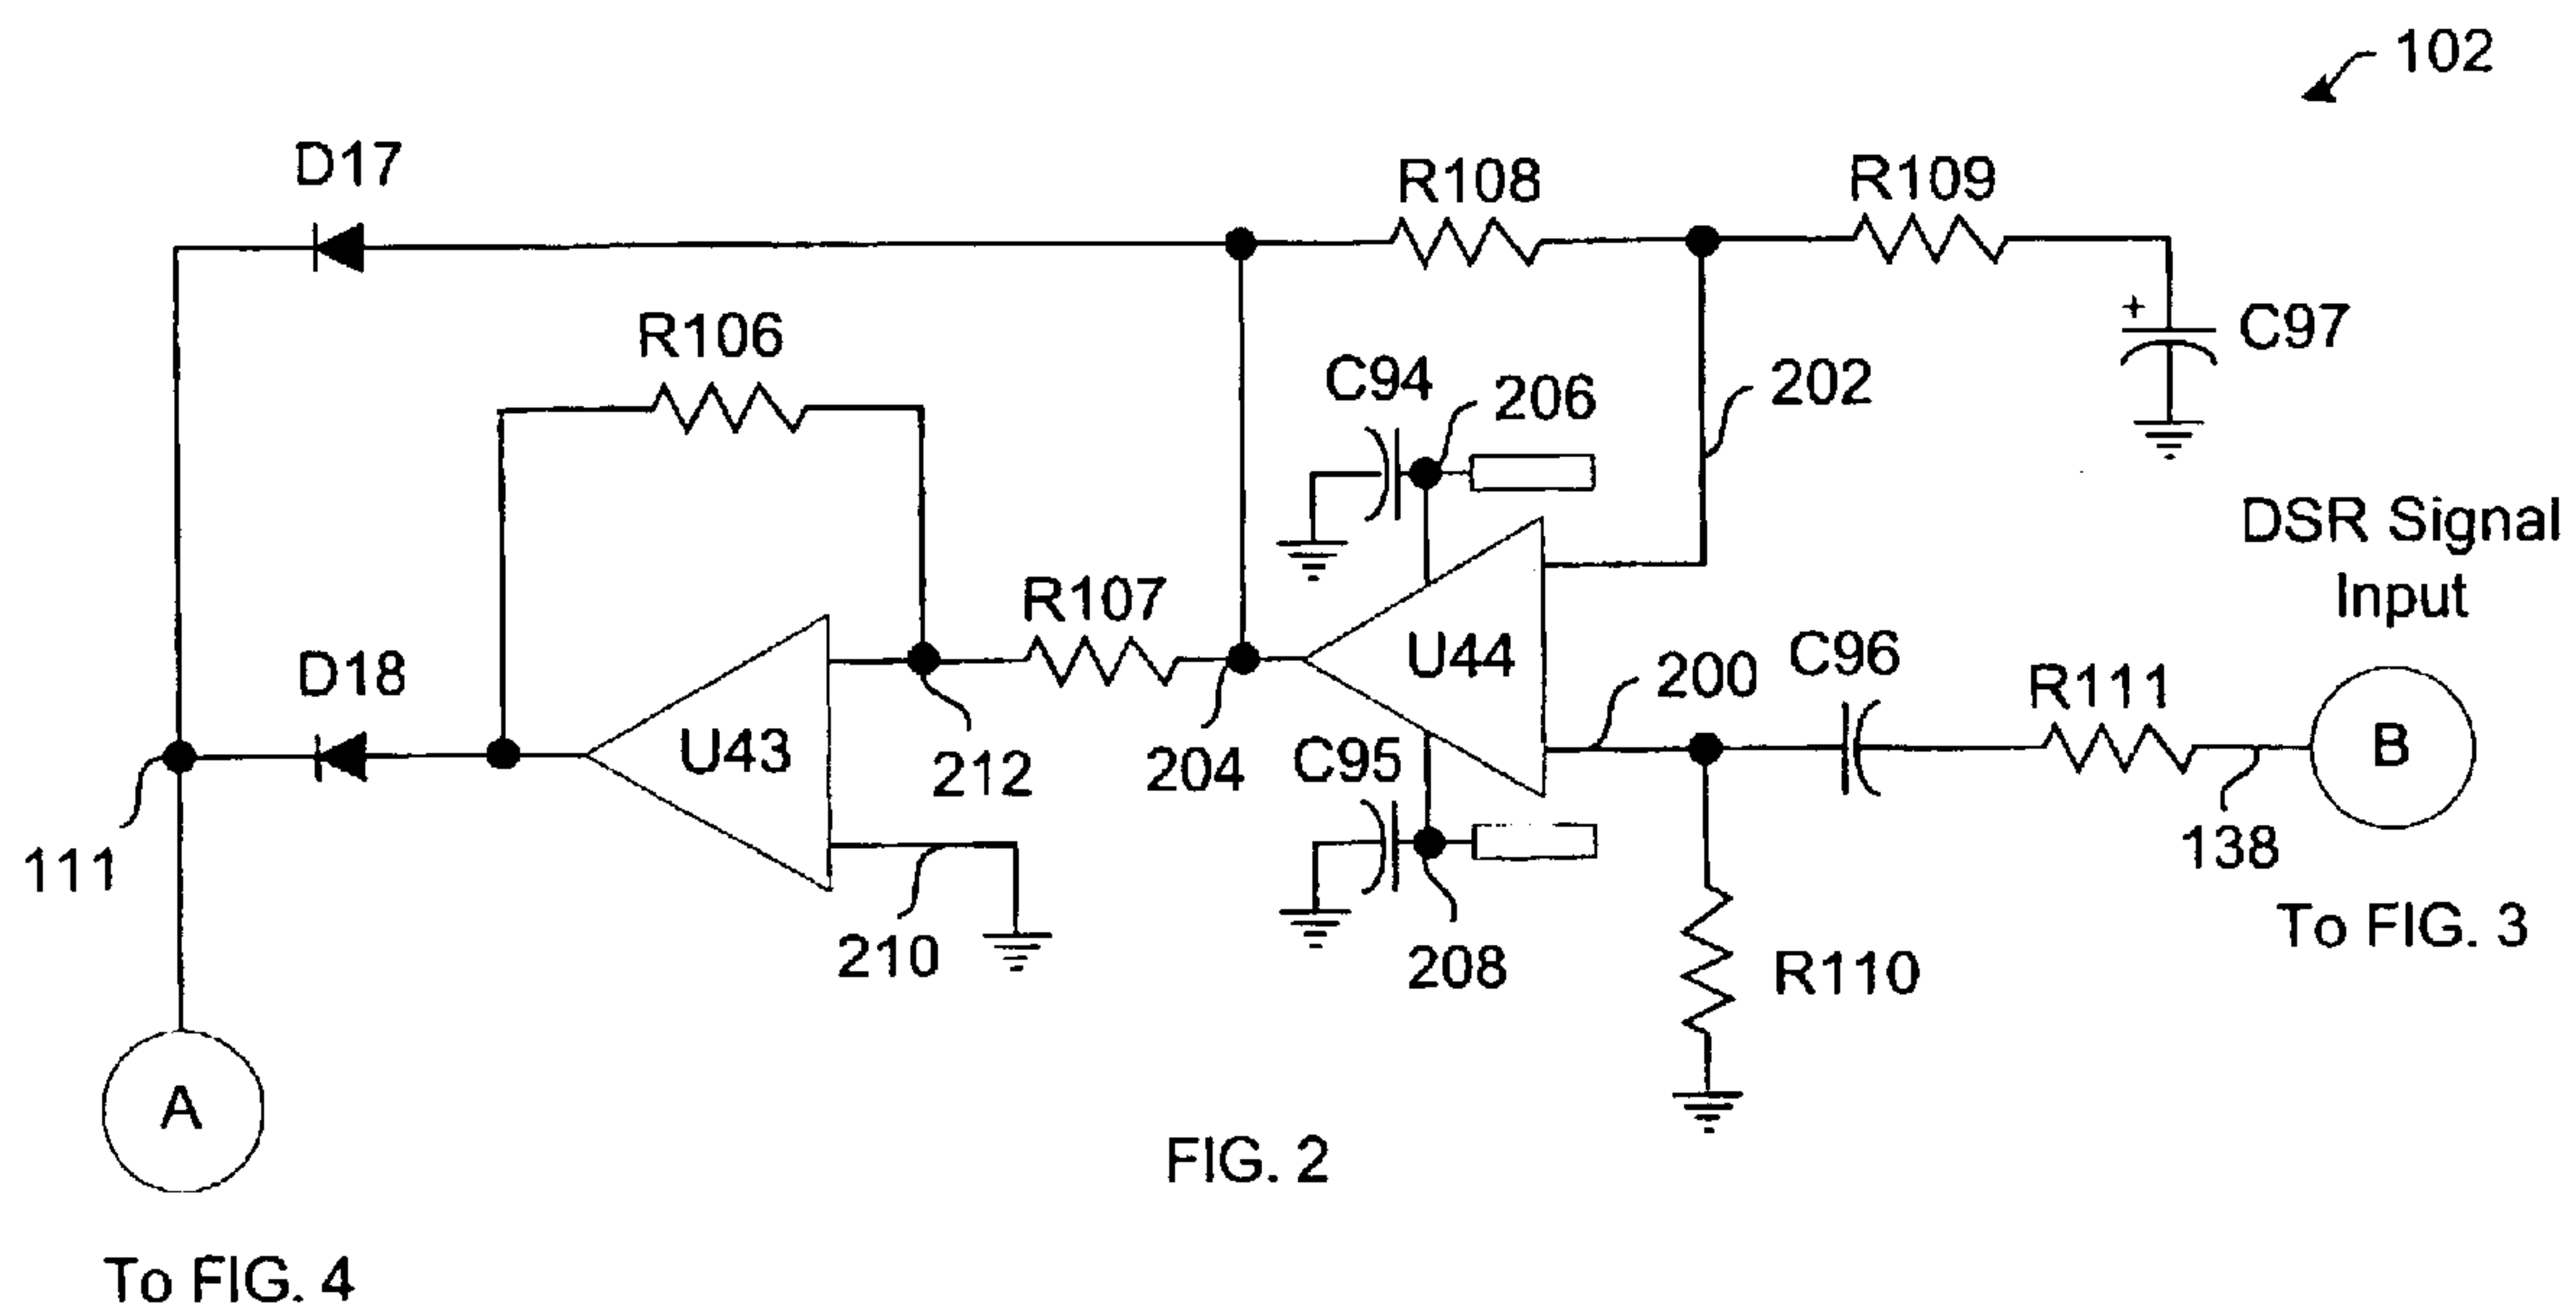 102
D17
R108
R109
R106
+
C97
C94
206
202
DSR Signal
Input
R107
D18
U44
200
C96
R111
U43
212
204
C95
B
111
138
210
208
R110
To FIG. 3
A
FIG. 2
To FIG. 4